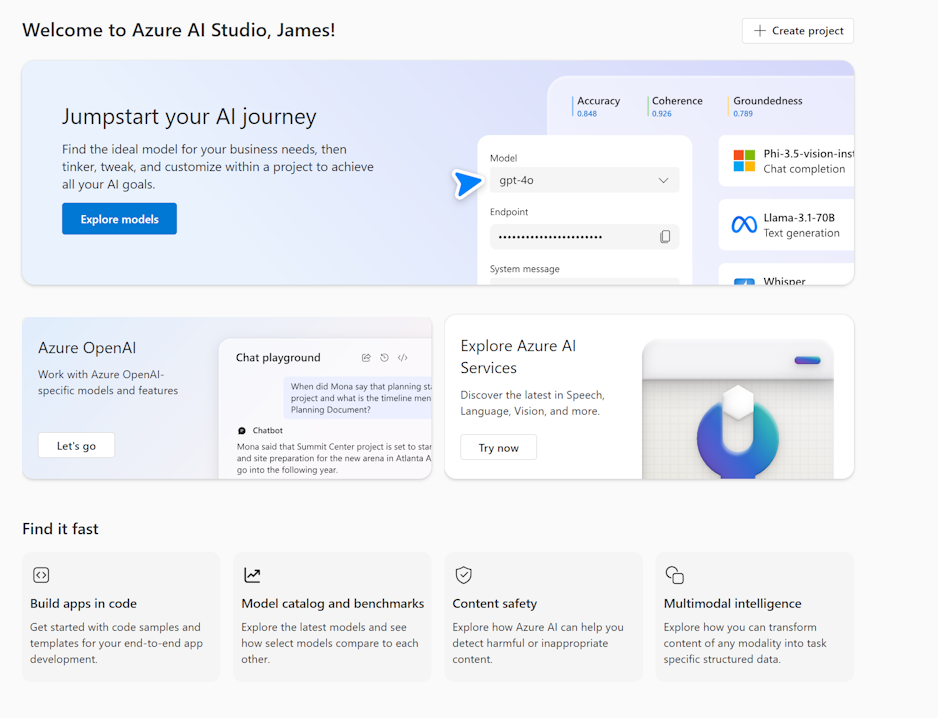 Welcome to Azure AI Studio, James!
Create project
Jumpstart your AI journey
Find the ideal model for your business needs, then
tinker, tweak, and customize within a project to achieve
all your AI goals.
Explore models
Accuracy
0.848
Coherence
0.926
Groundedness
0.789
Model
gpt-4o
Endpoint
System message
Phi-3.5-vision-inst
Chat completion
Llama-3.1-70B
Text generation
Whisper
Azure OpenAI
Work with Azure OpenAI-
specific models and features
Let's go
Chat playground
When did Mona say that planning sta
project and what is the timeline men
Planning Document?
Chatbot
Mona said that Summit Center project is set to star
and site preparation for the new arena in Atlanta A
go into the following year.
Explore Azure AI
Services
Discover the latest in Speech,
Language, Vision, and more.
Try now
Find it fast
Build apps in code
Get started with code samples and
templates for your end-to-end app
development.
Model catalog and benchmarks
Explore the latest models and see
how select models compare to each
other.
Content safety
Explore how Azure AI can help you
detect harmful or inappropriate
content.
Multimodal intelligence
Explore how you can transform
content of any modality into task
specific structured data.